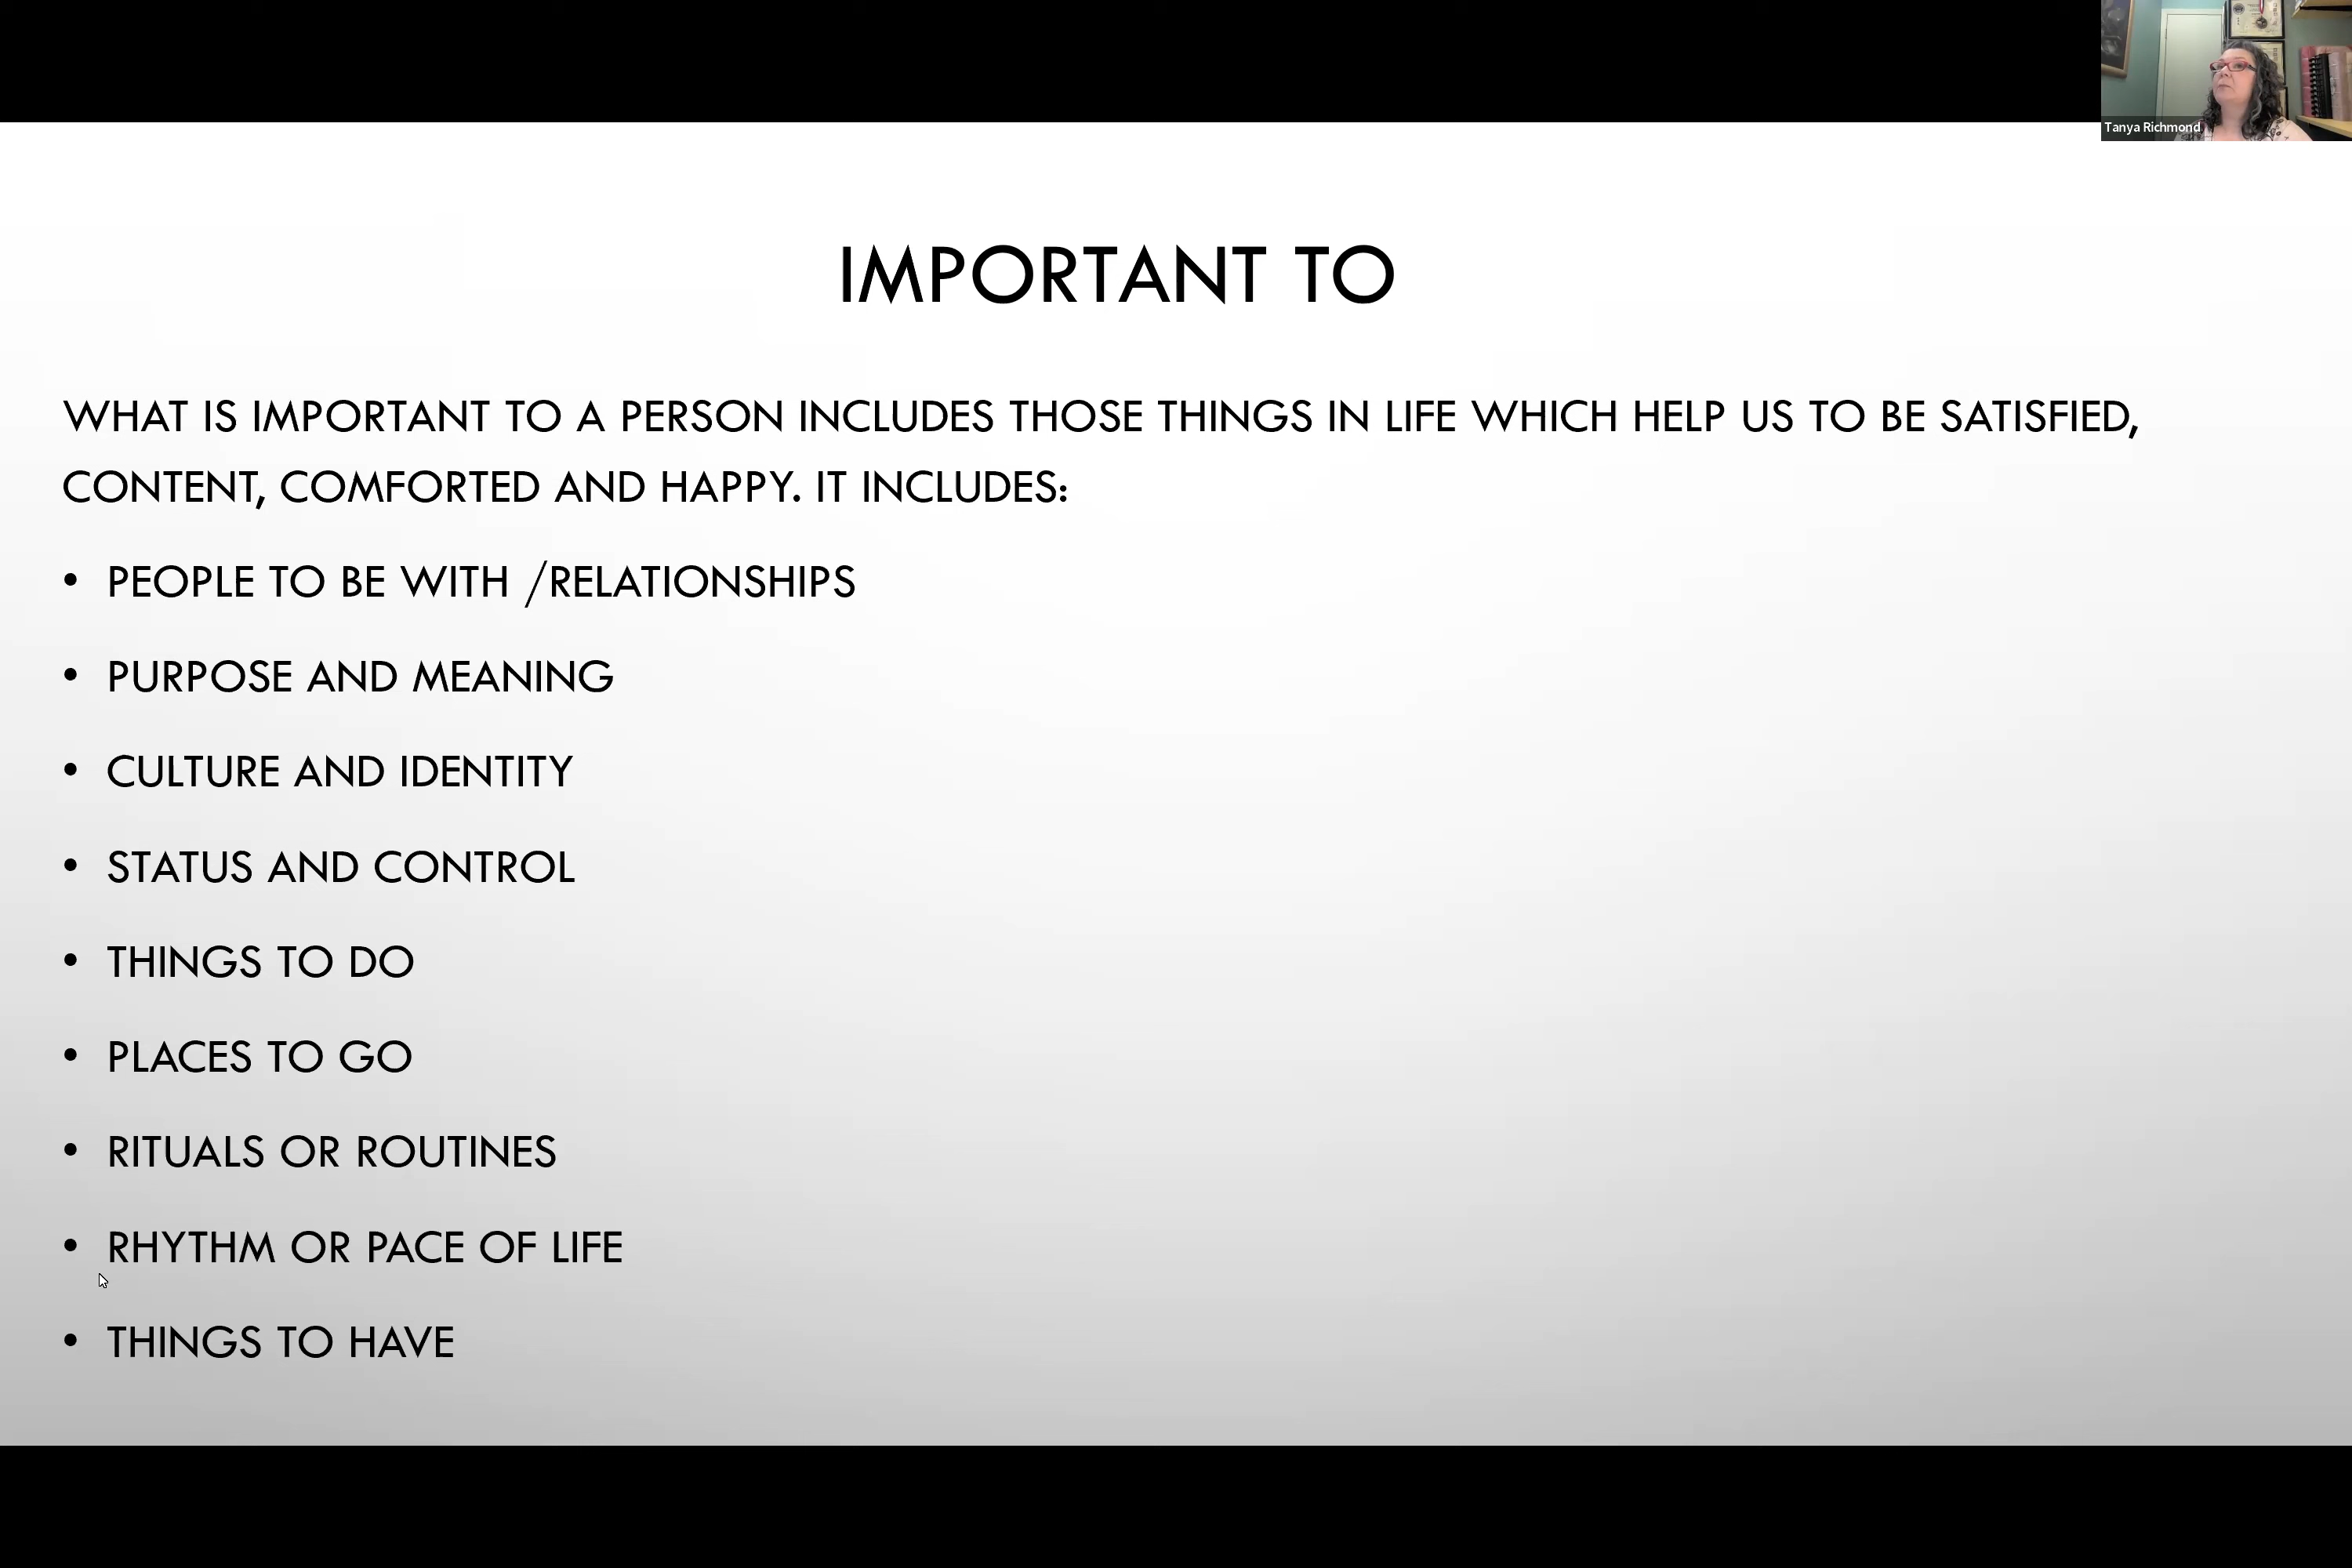 Tanya Richmond
IMPORTANT TO
WHAT IS IMPORTANT TO A PERSON INCLUDES THOSE THINGS IN LIFE WHICH HELP US TO BE SATISFIED,
CONTENT, COMFORTED AND HAPPY. IT INCLUDES:
• PEOPLE TO BE WITH /RELATIONSHIPS
• PURPOSE AND MEANING
• CULTURE AND IDENTITY
• STATUS AND CONTROL
• THINGS TO DO
• PLACES TO GO
• RITUALS OR ROUTINES
• RHYTHM OR PACE OF LIFE
• THINGS TO HAVE